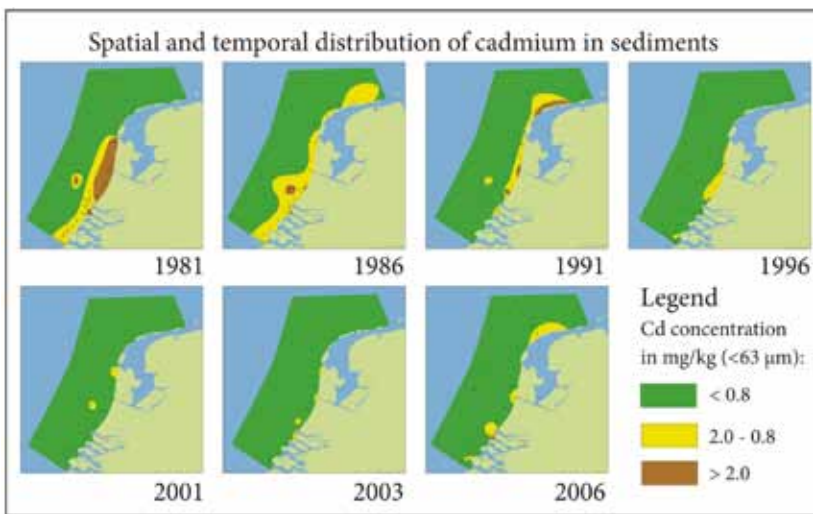 Spatial and temporal distribution of cadmium in sediments
1981
1986
1991
1996
2001
2003
2006
Legend
Cd concentration
in mg/kg (<63 µm):
< 0.8
2.0 - 0.8
> 2.0